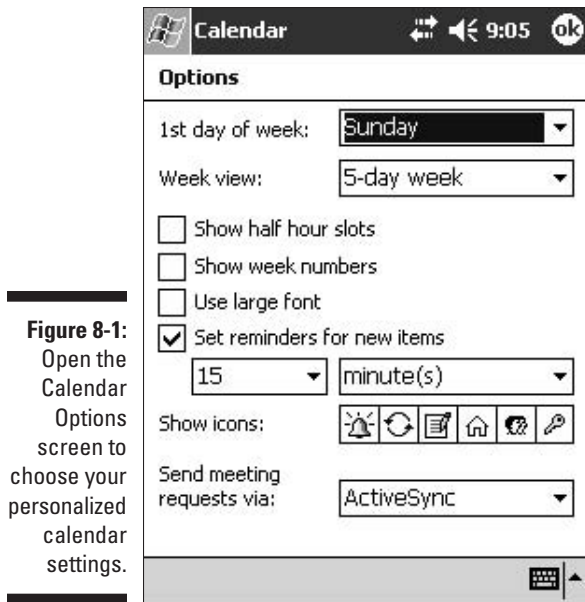 Calendar 9:05 ok
Options
1st day of week: Sunday
Week view: 5-day week
Show half hour slots
Show week numbers
Use large font
Set reminders for new items
15 minute(s)
Show icons:
Send meeting
requests via: ActiveSync
Figure 8-1:
Open the
Calendar
Options
screen to
choose your
personalized
calendar
settings.